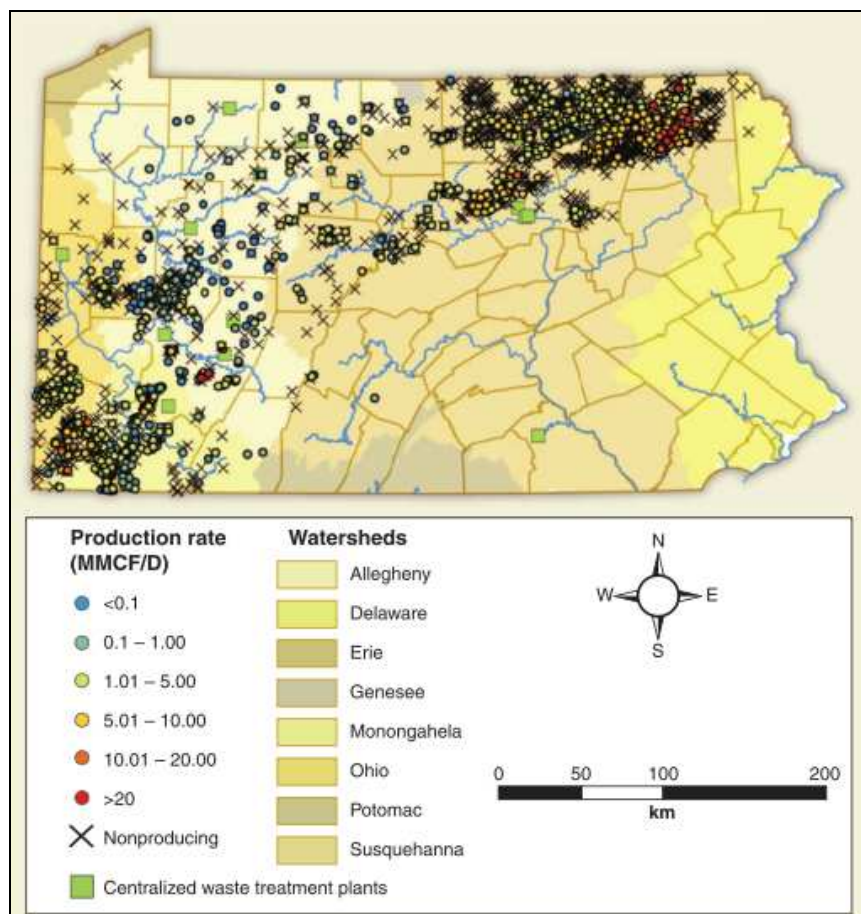 Production rate
(MMCF/D)
<0.1
0.1 – 1.00
1.01 – 5.00
5.01 – 10.00
10.01 – 20.00
>20
Nonproducing
Centralized waste treatment plants
Watersheds
Allegheny
Delaware
Erie
Genesee
Monongahela
Ohio
Potomac
Susquehanna
N
W E
S
0 50 100 200
km